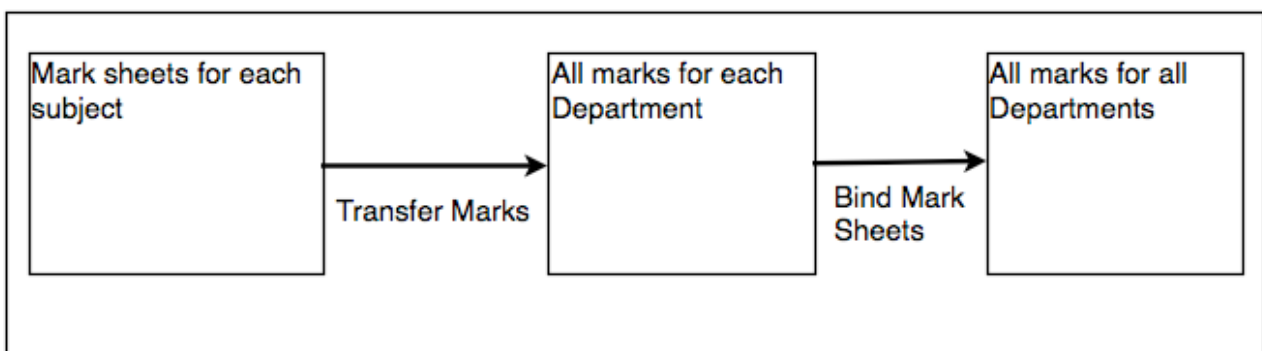 Mark sheets for each
subject
Transfer Marks
All marks for each
Department
Bind Mark
Sheets
All marks for all
Departments